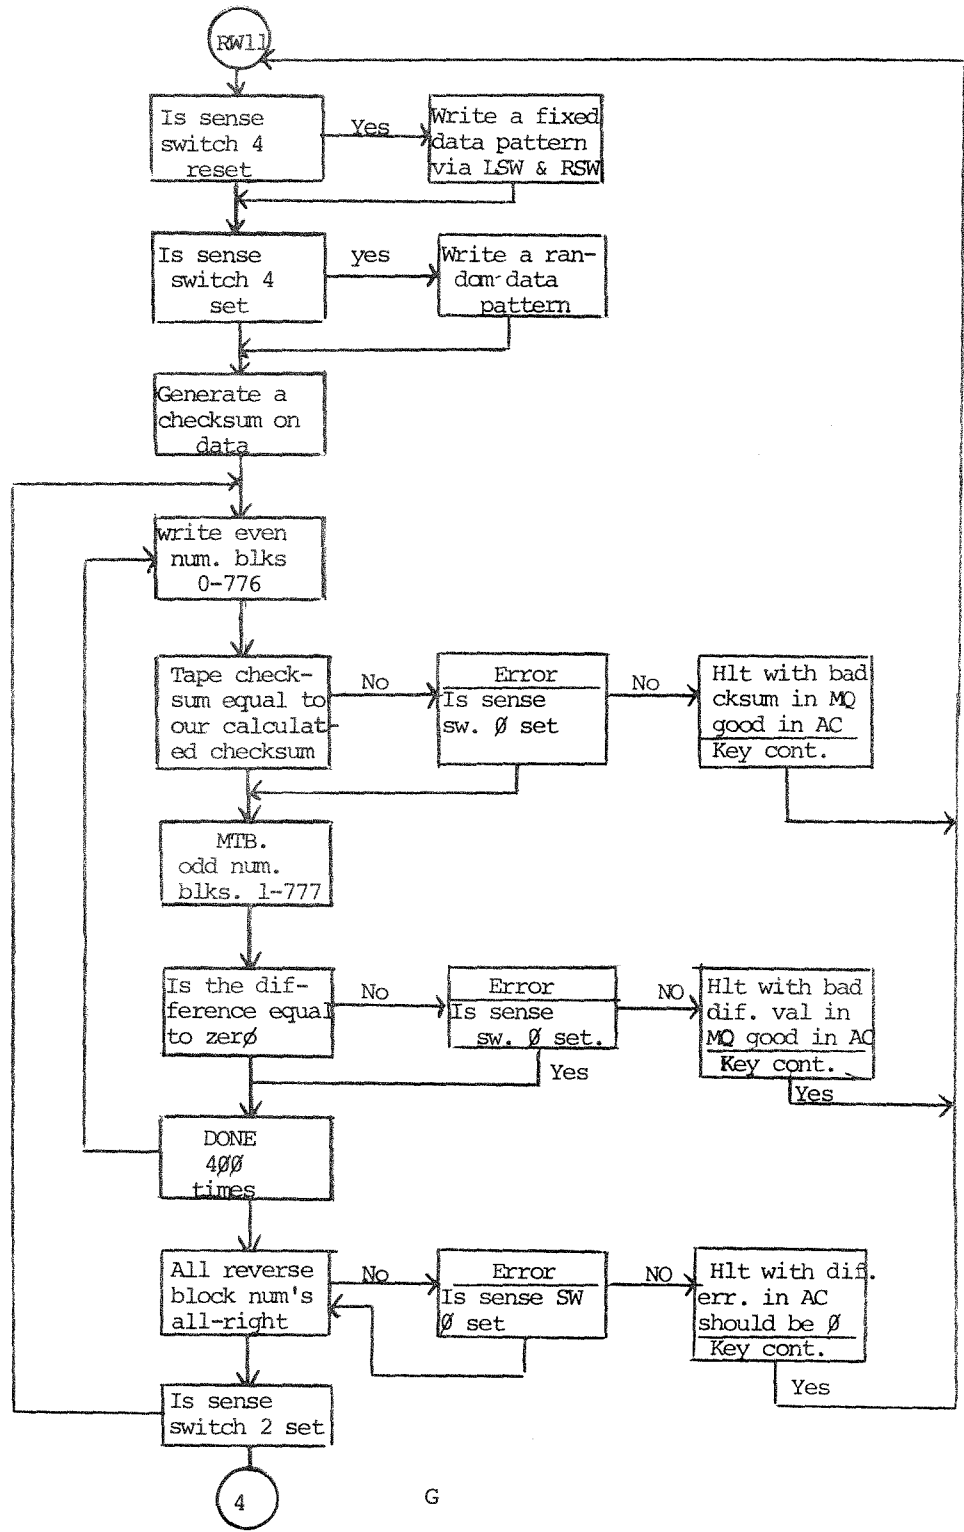 RW11
Is sense
switch 4
reset
Yes
Write a fixed
data pattern
via LSW & RSW
Is sense
switch 4
set
yes
Write a ran-
dom data
pattern
Generate a
checksum on
data
write even
num. blks
0-776
Tape check-
sum equal to
our calculat-
ed checksum
No
Error
Is sense
sw. Ø set
No
Hlt with bad
cksum in MQ
good in AC
Key cont.
MTB.
odd num.
blks. 1-777
Is the dif-
ference equal
to zerø
No
Error
Is sense
sw. Ø set.
Yes
NO
Hlt with bad
dif. val in
MQ good in AC
Key cont.
Yes
DONE
4ØØ
times
All reverse
block num's
all-right
No
Error
Is sense SW
Ø set
NO
Hlt with dif.
err. in AC
should be Ø
Key cont.
Yes
Is sense
switch 2 set
4
G